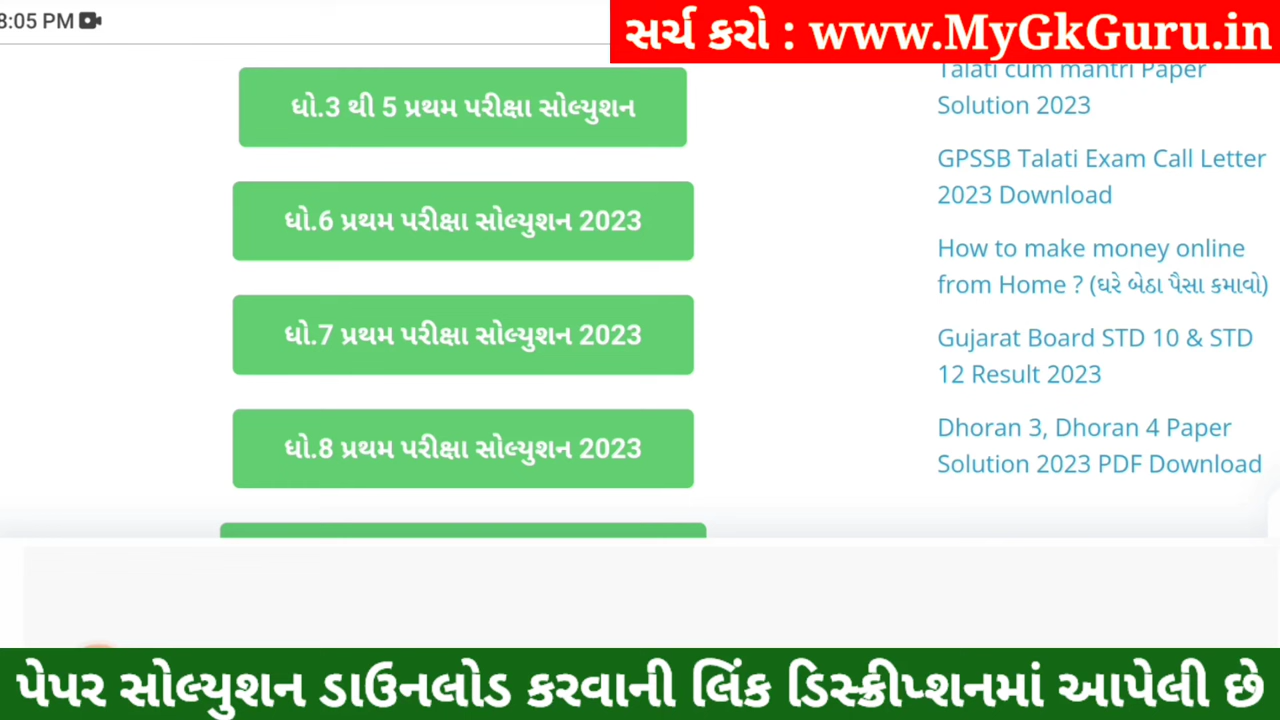 8:05 PM
સર્ચ કરો : www.MyGkGuru.in
ધો.3 થી 5 પ્રથમ પરીક્ષા સોલ્યુશન
ધો.6 પ્રથમ પરીક્ષા સોલ્યુશન 2023
ધો.7 પ્રથમ પરીક્ષા સોલ્યુશન 2023
ધો.8 પ્રથમ પરીક્ષા સોલ્યુશન 2023
Talati cum mantri Paper
Solution 2023
GPSSB Talati Exam Call Letter
2023 Download
How to make money online
from Home ? (ઘરે બેઠા પૈસા કમાવો)
Gujarat Board STD 10 & STD
12 Result 2023
Dhoran 3, Dhoran 4 Paper
Solution 2023 PDF Download
પેપર સોલ્યુશન ડાઉનલોડ કરવાની લિંક ડિસ્ક્રીપ્શનમાં આપેલી છે